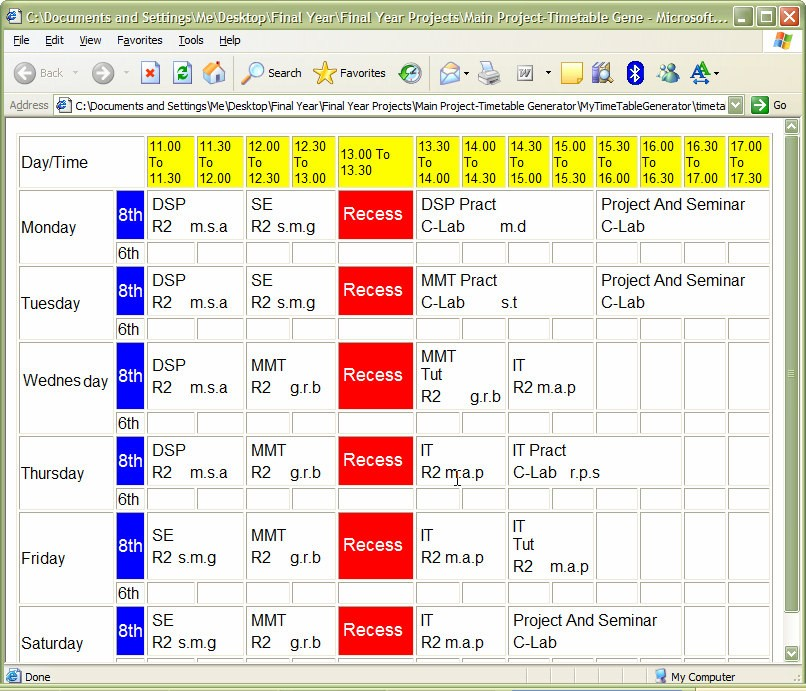 C:\Documents and Settings\Me\Desktop\Final Year\Final Year Projects\Main Project-Timetable Gene - Microsoft...
File Edit View Favorites Tools Help
Back Search Favorites
Address C:\Documents and Settings\Me\Desktop\Final Year\Final Year Projects\Main Project-Timetable Generator\MyTimeTableGenerator\timeta Go
Day/Time
11.00 To 11.30
11.30 To 12.00
12.00 To 12.30
12.30 To 13.00
13.00 To 13.30
13.30 To 14.00
14.00 To 14.30
14.30 To 15.00
15.00 To 15.30
15.30 To 16.00
16.00 To 16.30
16.30 To 17.00
17.00 To 17.30
Monday
8th
DSP
R2 m.s.a
SE
R2 s.m.g
Recess
DSP Pract
C-Lab m.d
Project And Seminar
C-Lab
6th
Tuesday
8th
DSP
R2 m.s.a
SE
R2 s.m.g
Recess
MMT Pract
C-Lab s.t
Project And Seminar
C-Lab
6th
Wednes day
8th
DSP
R2 m.s.a
MMT
R2 g.r.b
Recess
MMT
Tut
R2 g.r.b
IT
R2 m.a.p
6th
Thursday
8th
DSP
R2 m.s.a
MMT
R2 g.r.b
Recess
IT
R2 m.a.p
IT Pract
C-Lab r.p.s
6th
Friday
8th
SE
R2 s.m.g
MMT
R2 g.r.b
Recess
IT
R2 m.a.p
IT
Tut
R2 m.a.p
6th
Saturday
8th
SE
R2 s.m.g
MMT
R2 g.r.b
Recess
IT
R2 m.a.p
Project And Seminar
C-Lab
Done My Computer